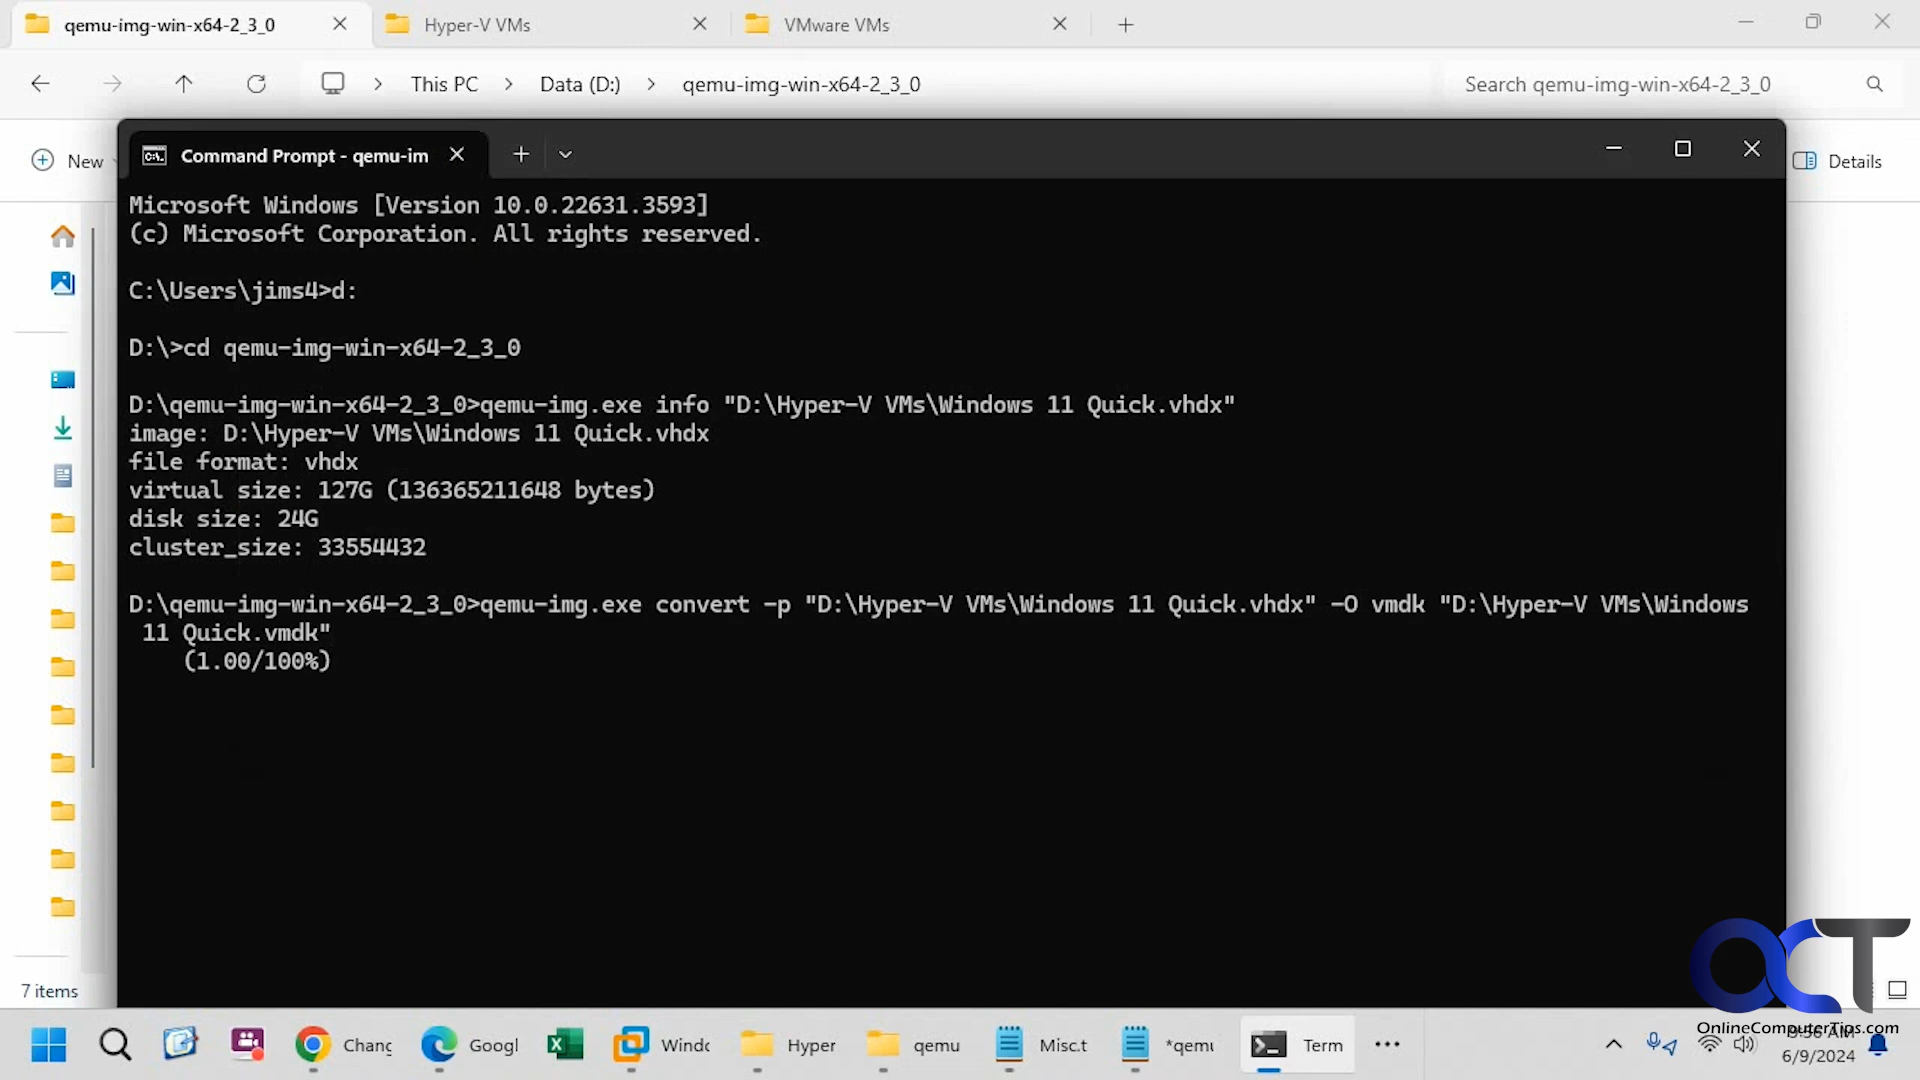 qemu-img-win-x64-2_3_0
Hyper-V VMs
VMware VMs
This PC > Data (D:) > qemu-img-win-x64-2_3_0
Search qemu-img-win-x64-2_3_0
New
Details
Command Prompt - qemu-im
Microsoft Windows [Version 10.0.22631.3593]
(c) Microsoft Corporation. All rights reserved.
C:\Users\jims4>d:
D:\>cd qemu-img-win-x64-2_3_0
D:\qemu-img-win-x64-2_3_0>qemu-img.exe info "D:\Hyper-V VMs\Windows 11 Quick.vhdx"
image: D:\Hyper-V VMs\Windows 11 Quick.vhdx
file format: vhdx
virtual size: 127G (136365211648 bytes)
disk size: 24G
cluster_size: 33554432
D:\qemu-img-win-x64-2_3_0>qemu-img.exe convert -p "D:\Hyper-V VMs\Windows 11 Quick.vhdx" -O vmdk "D:\Hyper-V VMs\Windows
11 Quick.vmdk"
(1.00/100%)
7 items
OCT
OnlineComputerTips.com
Chang
Googl
Windo
Hyper
qemu
Misc.t
*qemu
Term
6/9/2024